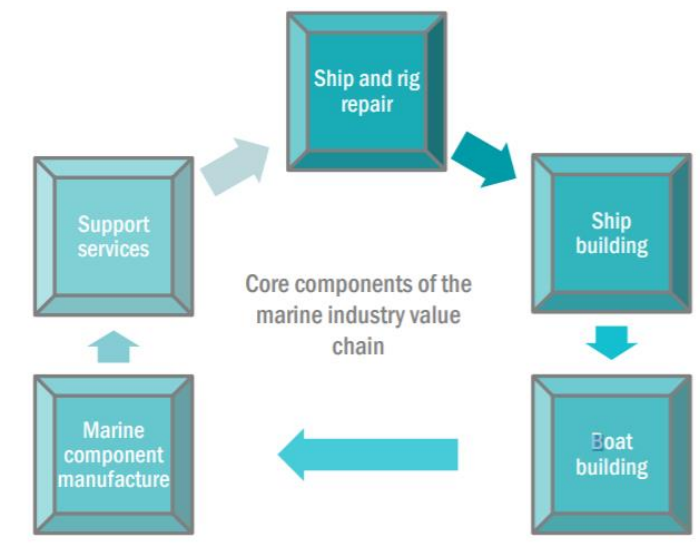 Ship and rig
repair
Ship
building
Boat
building
Marine
component
manufacture
Support
services
Core components of the
marine industry value
chain